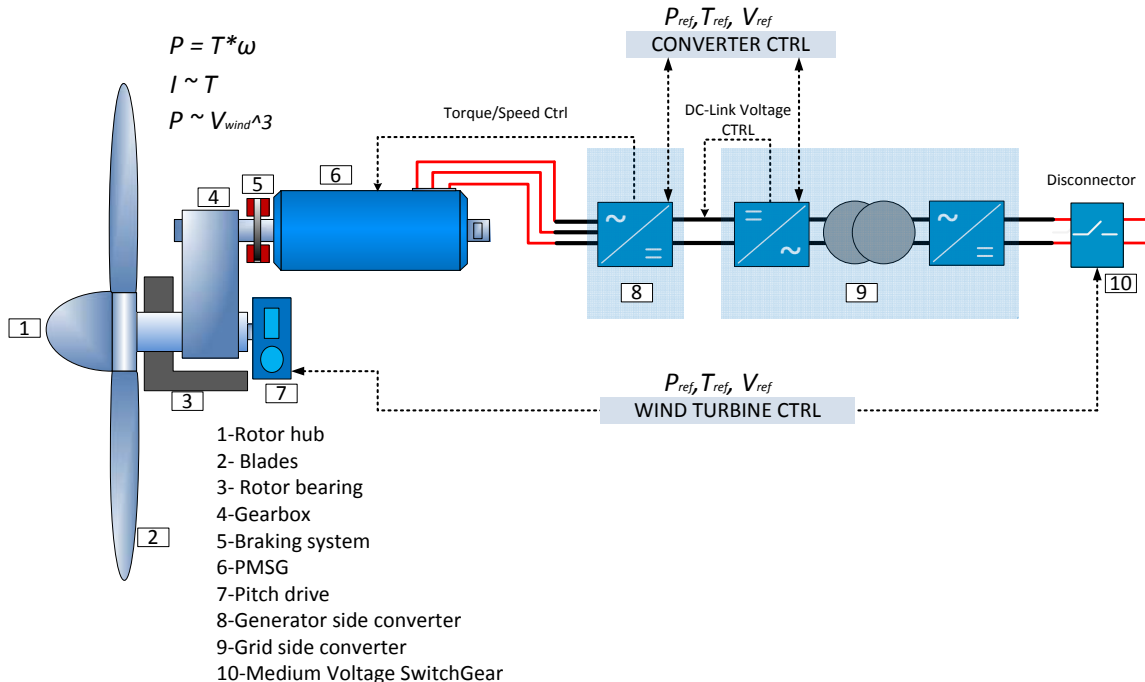 P = T*ω
I ~ T
P ~ Vwind^3
Pref,Tref, Vref
CONVERTER CTRL
Torque/Speed Ctrl
DC-Link Voltage
CTRL
Disconnector
1
2
3
4
5
6
7
8
9
10
~
=
=
~
~
=
Pref,Tref, Vref
WIND TURBINE CTRL
1-Rotor hub
2- Blades
3- Rotor bearing
4-Gearbox
5-Braking system
6-PMSG
7-Pitch drive
8-Generator side converter
9-Grid side converter
10-Medium Voltage SwitchGear